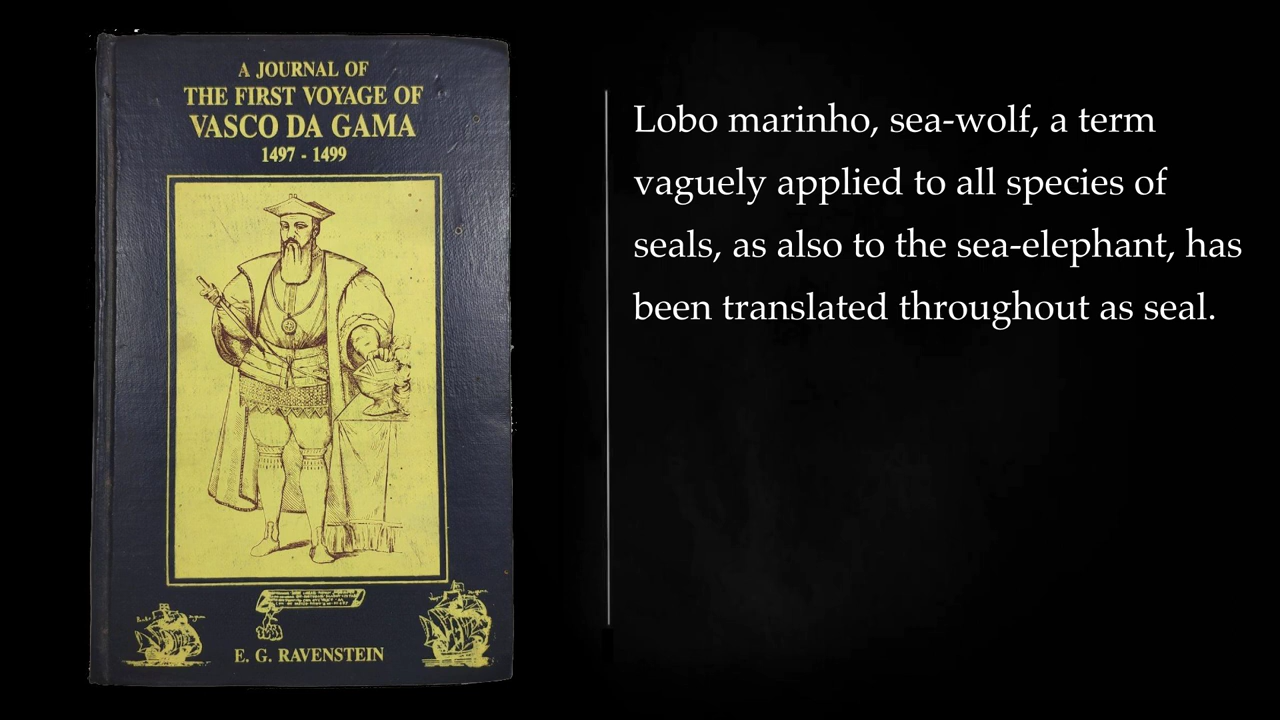 A JOURNAL OF
THE FIRST VOYAGE OF
VASCO DA GAMA
1497 - 1499
E. G. RAVENSTEIN
Lobo marinho, sea-wolf, a term
vaguely applied to all species of
seals, as also to the sea-elephant, has
been translated throughout as seal.